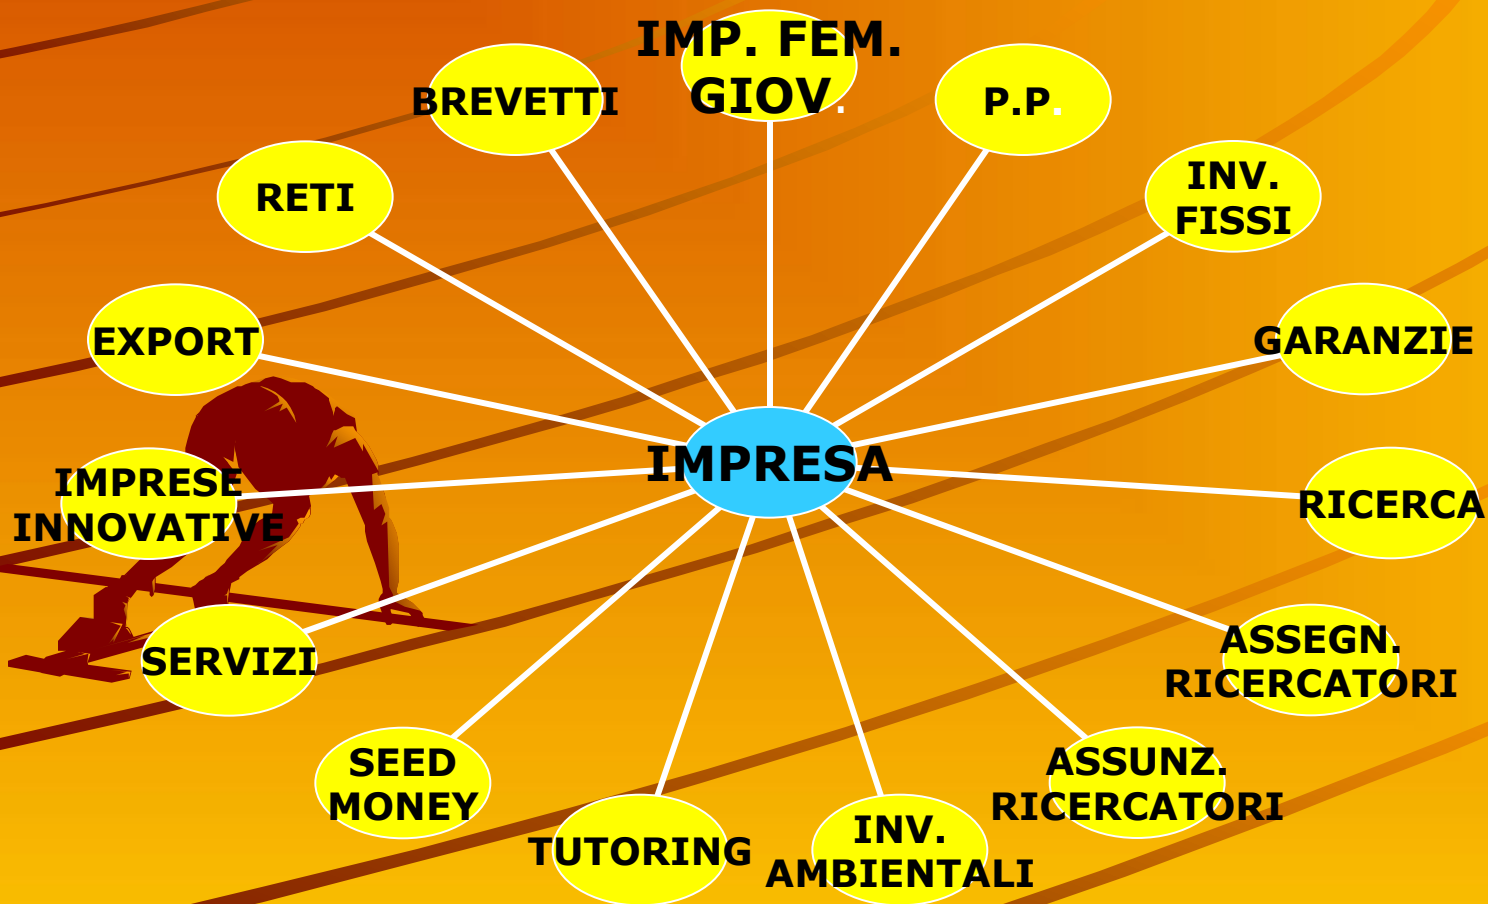 IMP. FEM.
GIOV.
BREVETTI
P.P.
RETI
INV.
FISSI
EXPORT
GARANZIE
IMPRESA
IMPRESE
INNOVATIVE
RICERCA
SERVIZI
ASSEGN.
RICERCATORI
SEED
MONEY
ASSUNZ.
RICERCATORI
TUTORING
INV.
AMBIENTALI